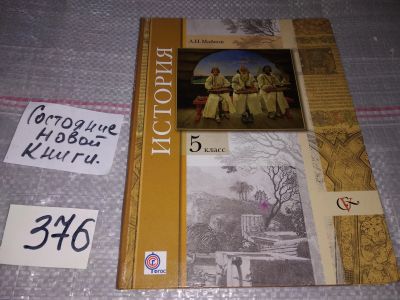 А.Н. Майков
ИСТОРИЯ
5 класс
ФГОС
Состояние
новой
книги.
376